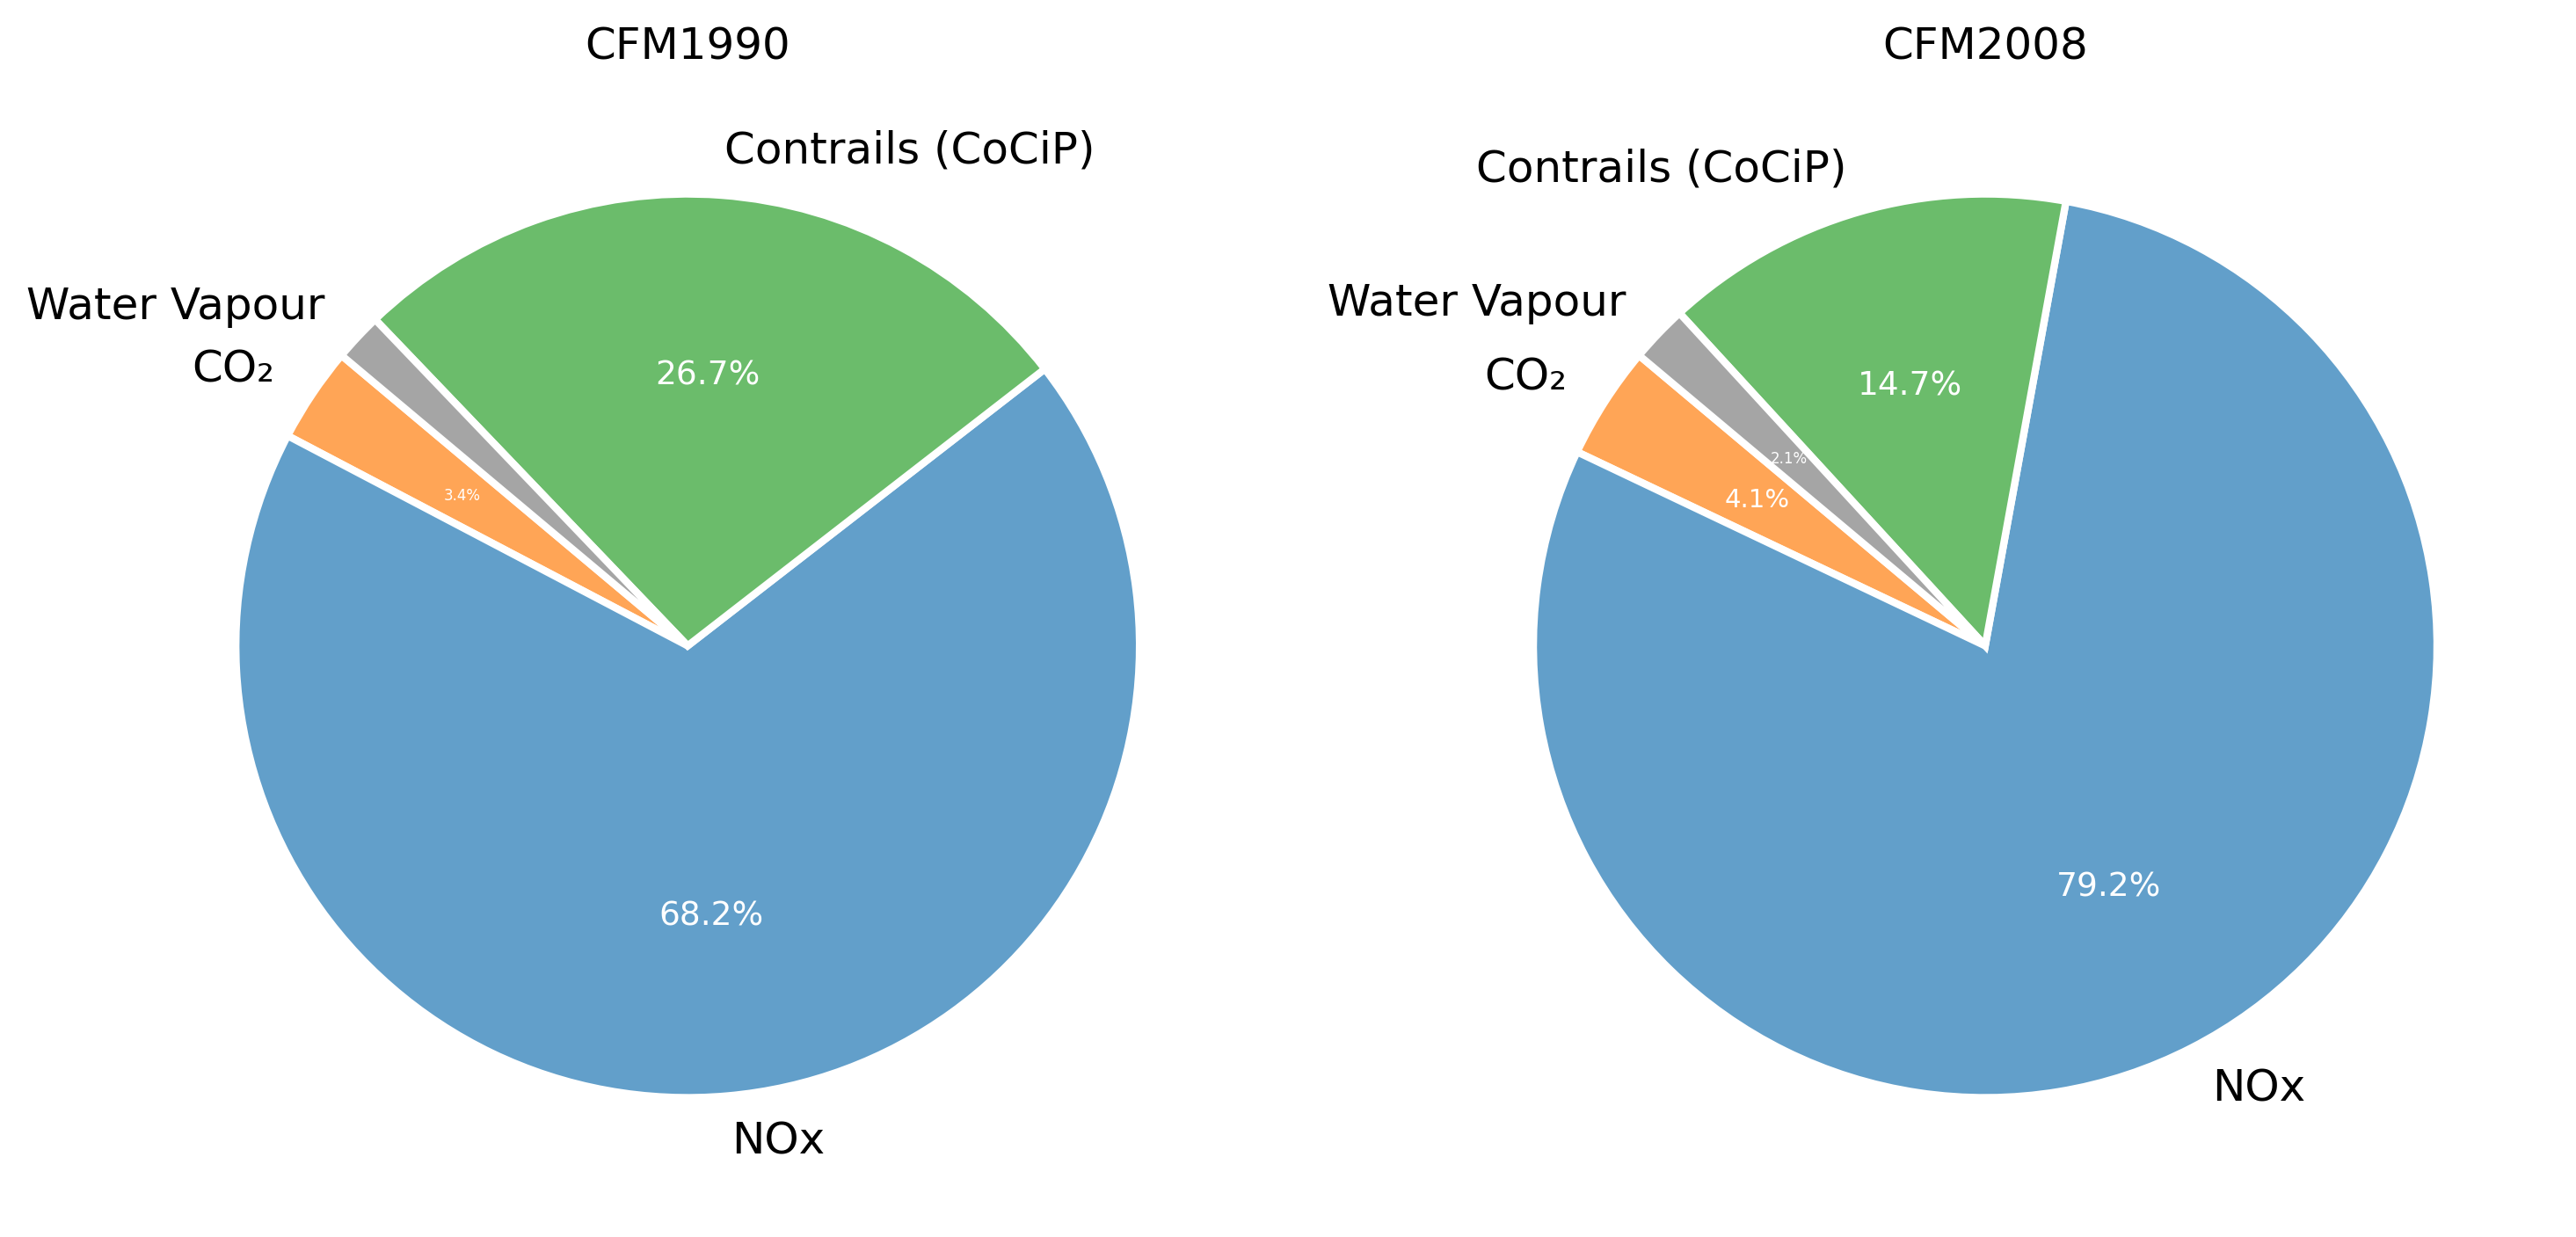 CFM1990
Contrails (CoCiP)
Water Vapour
CO₂
26.7%
3.4%
68.2%
NOx
CFM2008
Contrails (CoCiP)
Water Vapour
CO₂
14.7%
2.1%
4.1%
79.2%
NOx